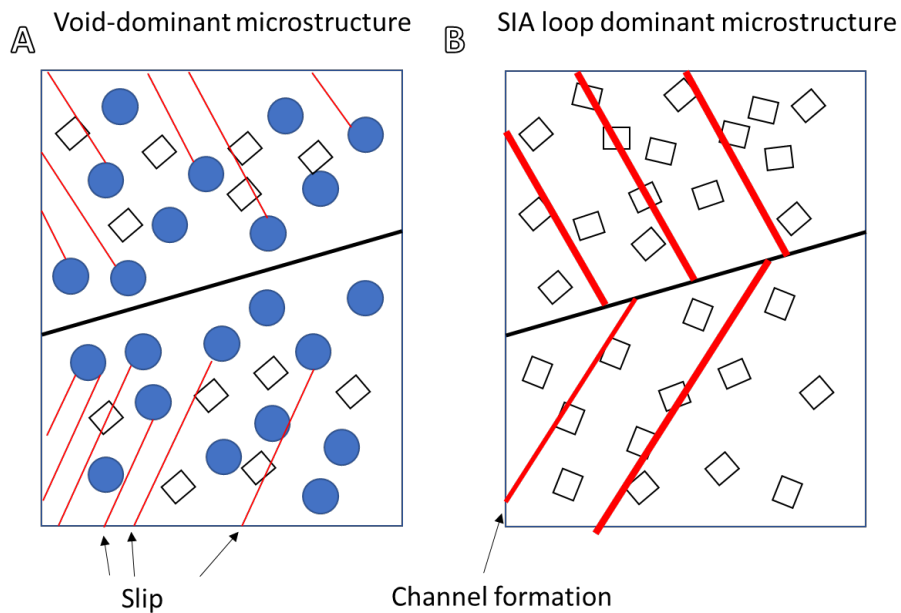 A Void-dominant microstructure
B SIA loop dominant microstructure
Slip
Channel formation